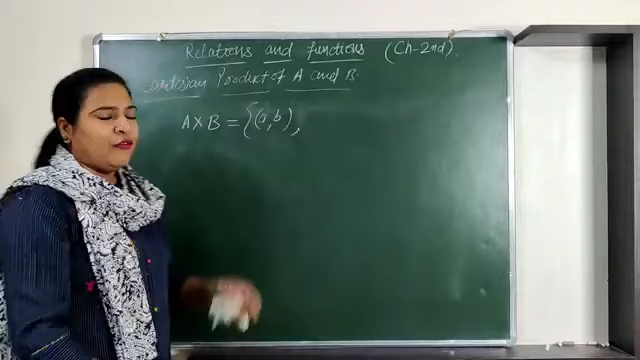 Relations and functions (Ch-2nd).
Cartesian Product of A and B.
A×B = {(a,b),